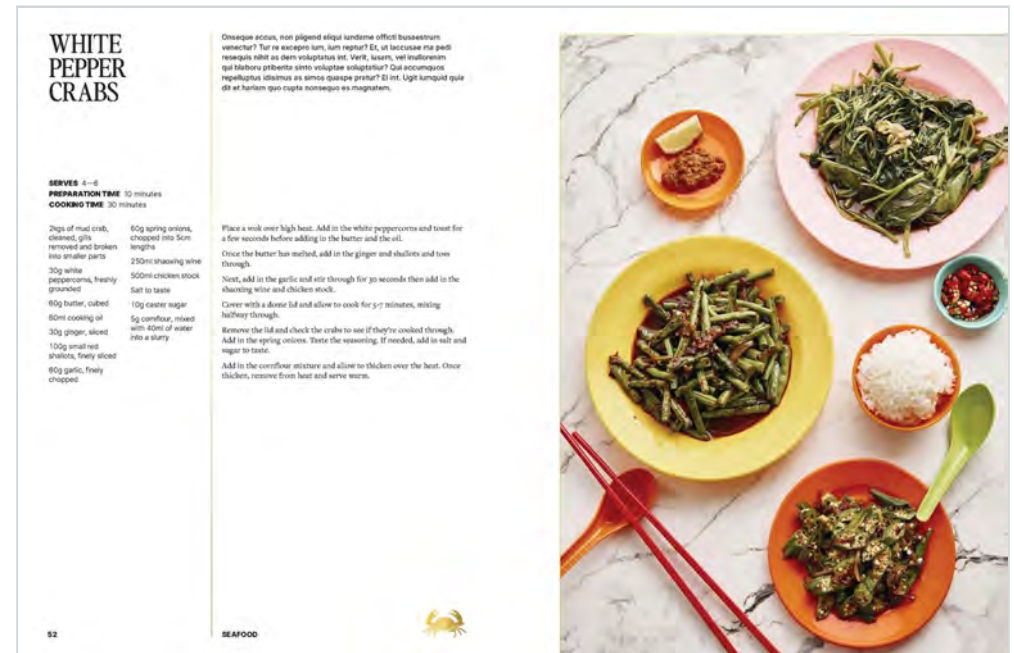 WHITE
PEPPER
CRABS
Onseque accus, non pligend eliqui iundame officti busaestrum
venectur? Tur re excepro ium, ium reptur? Et, ut laccusae ma pedi
resequis nihit as dem voluptatus int. Verit, iusam, vel inullorenim
qui blaboru ptiberita sinto voluptae soluptatiur? Qui accumquos
repelluptus idisimus as simos quaspe pratur? El int. Ugit lumquid quia
dit et hariam quo cupta nonsequo es magnatem.
SERVES 4—6
PREPARATION TIME 10 minutes
COOKING TIME 30 minutes
2kgs of mud crab,
cleaned, gills
removed and broken
into smaller parts
30g white
peppercorns, freshly
grounded
60g butter, cubed
60ml cooking oil
30g ginger, sliced
100g small red
shallots, finely sliced
60g garlic, finely
chopped
60g spring onions,
chopped into 5cm
lengths
250ml shaoxing wine
500ml chicken stock
Salt to taste
10g caster sugar
5g cornflour, mixed
with 40ml of water
into a slurry
Place a wok over high heat. Add in the white peppercorns and toast for
a few seconds before adding in the butter and the oil.
Once the butter has melted, add in the ginger and shallots and toss
through.
Next, add in the garlic and stir through for 30 seconds then add in the
shaoxing wine and chicken stock.
Cover with a dome lid and allow to cook for 5-7 minutes, mixing
halfway through.
Remove the lid and check the crabs to see if they're cooked through.
Add in the spring onions. Taste the seasoning. If needed, add in salt and
sugar to taste.
Add in the cornflour mixture and allow to thicken over the heat. Once
thicken, remove from heat and serve warm.
52
SEAFOOD